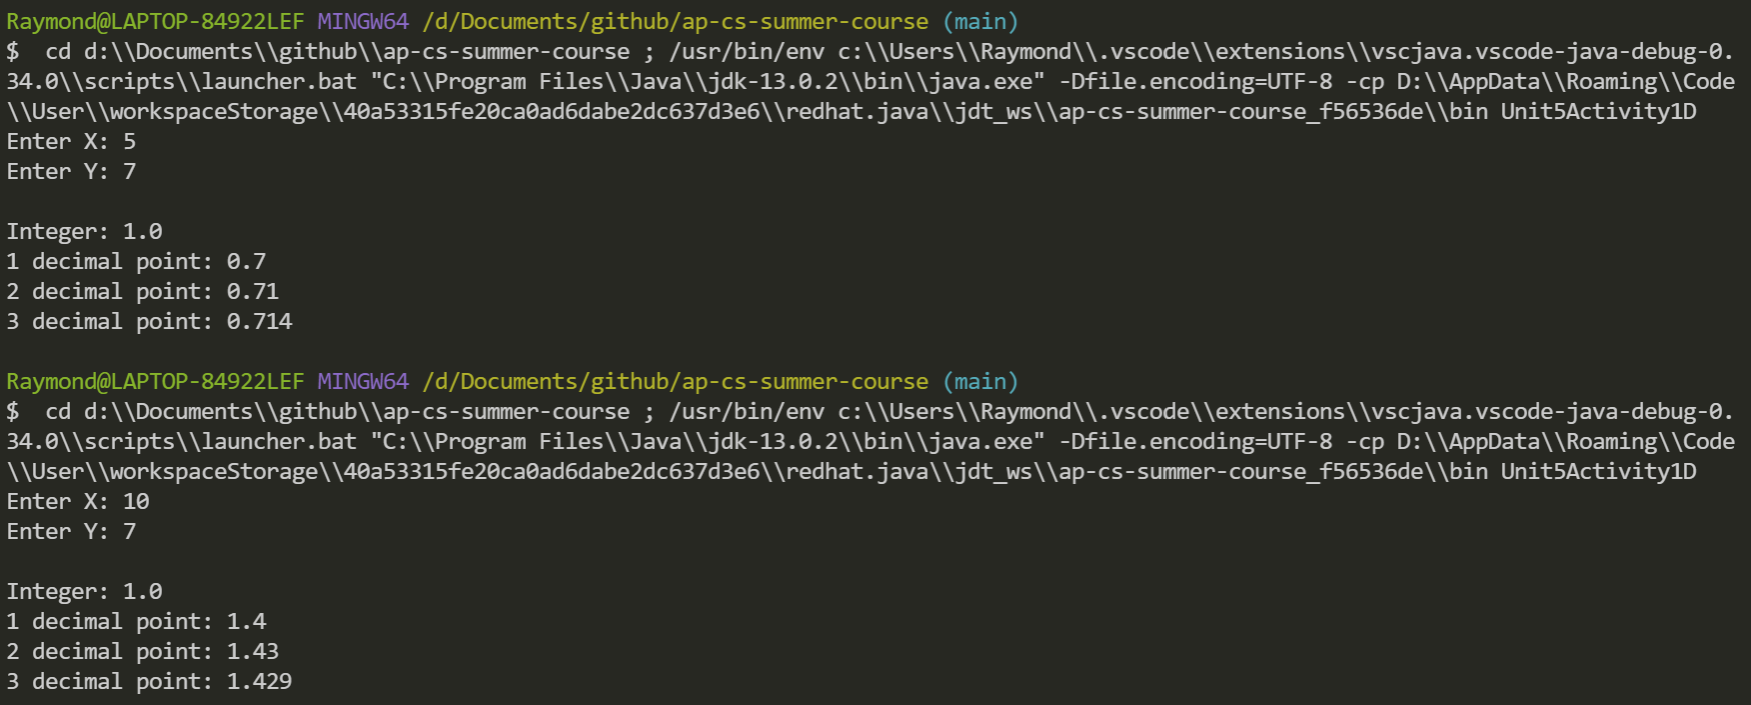 Raymond@LAPTOP-84922LEF MINGW64 /d/Documents/github/ap-cs-summer-course (main)
$  cd d:\\Documents\\github\\ap-cs-summer-course ; /usr/bin/env c:\\Users\\Raymond\\.vscode\\extensions\\vscjava.vscode-java-debug-0.
34.0\\scripts\\launcher.bat "C:\\Program Files\\Java\\jdk-13.0.2\\bin\\java.exe" -Dfile.encoding=UTF-8 -cp D:\\AppData\\Roaming\\Code
\\User\\workspaceStorage\\40a53315fe20ca0ad6dabe2dc637d3e6\\redhat.java\\jdt_ws\\ap-cs-summer-course_f56536de\\bin Unit5Activity1D
Enter X: 5
Enter Y: 7

Integer: 1.0
1 decimal point: 0.7
2 decimal point: 0.71
3 decimal point: 0.714

Raymond@LAPTOP-84922LEF MINGW64 /d/Documents/github/ap-cs-summer-course (main)
$  cd d:\\Documents\\github\\ap-cs-summer-course ; /usr/bin/env c:\\Users\\Raymond\\.vscode\\extensions\\vscjava.vscode-java-debug-0.
34.0\\scripts\\launcher.bat "C:\\Program Files\\Java\\jdk-13.0.2\\bin\\java.exe" -Dfile.encoding=UTF-8 -cp D:\\AppData\\Roaming\\Code
\\User\\workspaceStorage\\40a53315fe20ca0ad6dabe2dc637d3e6\\redhat.java\\jdt_ws\\ap-cs-summer-course_f56536de\\bin Unit5Activity1D
Enter X: 10
Enter Y: 7

Integer: 1.0
1 decimal point: 1.4
2 decimal point: 1.43
3 decimal point: 1.429